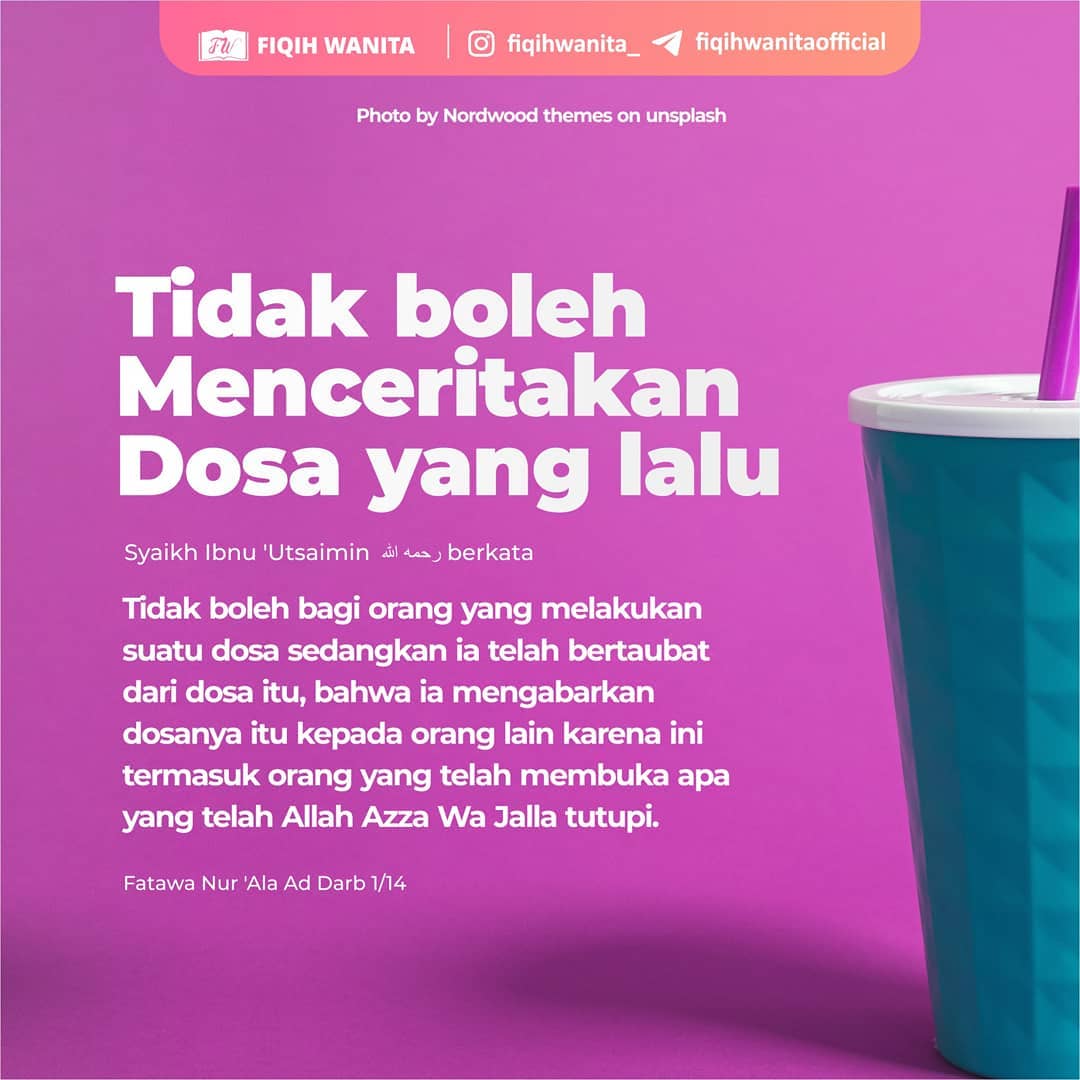 FW FIQIH WANITA fiqihwanita_ fiqihwanitaofficial
Photo by Nordwood themes on unsplash
Tidak boleh
Menceritakan
Dosa yang lalu
Syaikh Ibnu 'Utsaimin رحمه الله berkata
Tidak boleh bagi orang yang melakukan
suatu dosa sedangkan ia telah bertaubat
dari dosa itu, bahwa ia mengabarkan
dosanya itu kepada orang lain karena ini
termasuk orang yang telah membuka apa
yang telah Allah Azza Wa Jalla tutupi.
Fatawa Nur 'Ala Ad Darb 1/14